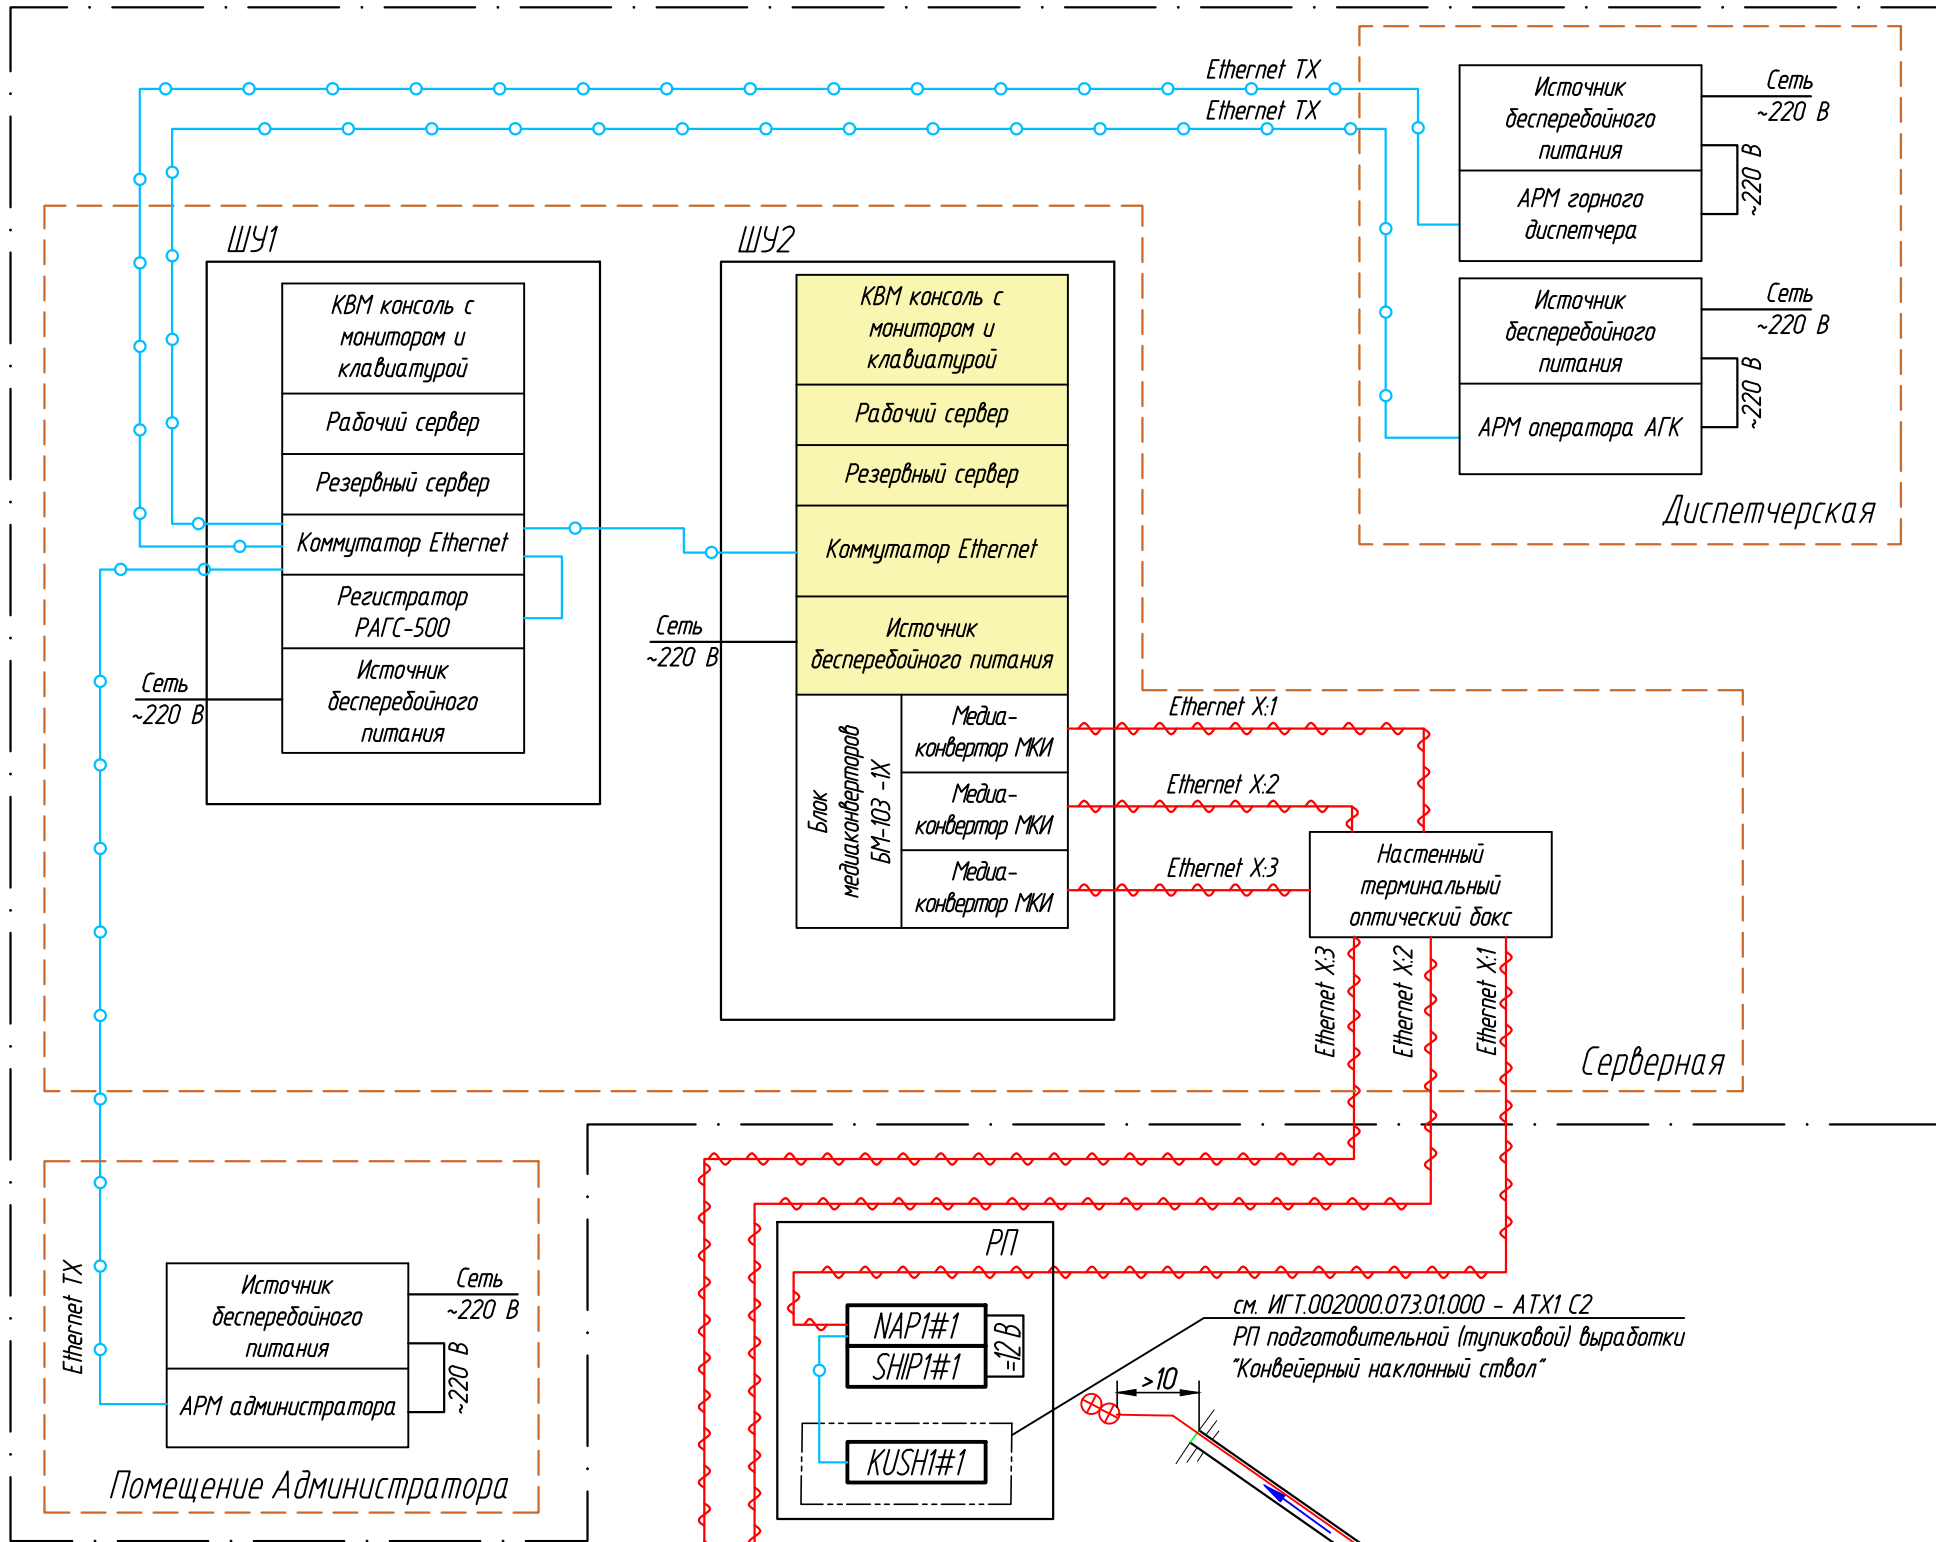 Ethernet TX
Ethernet TX
Источник
бесперебойного
питания
Сеть
~220 В
~220 В
АРМ горного
диспетчера
Источник
бесперебойного
питания
Сеть
~220 В
~220 В
АРМ оператора АГК
Диспетчерская
ШУ1
КВМ консоль с
монитором и
клавиатурой
Рабочий сервер
Резервный сервер
Коммутатор Ethernet
Регистратор
РАГС-500
Источник
бесперебойного
питания
Сеть
~220 В
ШУ2
КВМ консоль с
монитором и
клавиатурой
Рабочий сервер
Резервный сервер
Коммутатор Ethernet
Источник
бесперебойного питания
Сеть
~220 В
Блок
медиаконверторов
БМ-103 -1Х
Медиа-
конвертор МКИ
Медиа-
конвертор МКИ
Медиа-
конвертор МКИ
Ethernet X:1
Ethernet X:2
Ethernet X:3
Настенный
терминальный
оптический бокс
Ethernet X:3
Ethernet X:2
Ethernet X:1
Серверная
Ethernet TX
Источник
бесперебойного
питания
Сеть
~220 В
~220 В
АРМ администратора
Помещение Администратора
РП
NAP1#1
SHIP1#1
=12 В
KUSH1#1
см. ИГТ.002000.073.01.000 - АТХ1 С2
РП подготовительной (тупиковой) выработки
"Конвейерный наклонный ствол"
>10